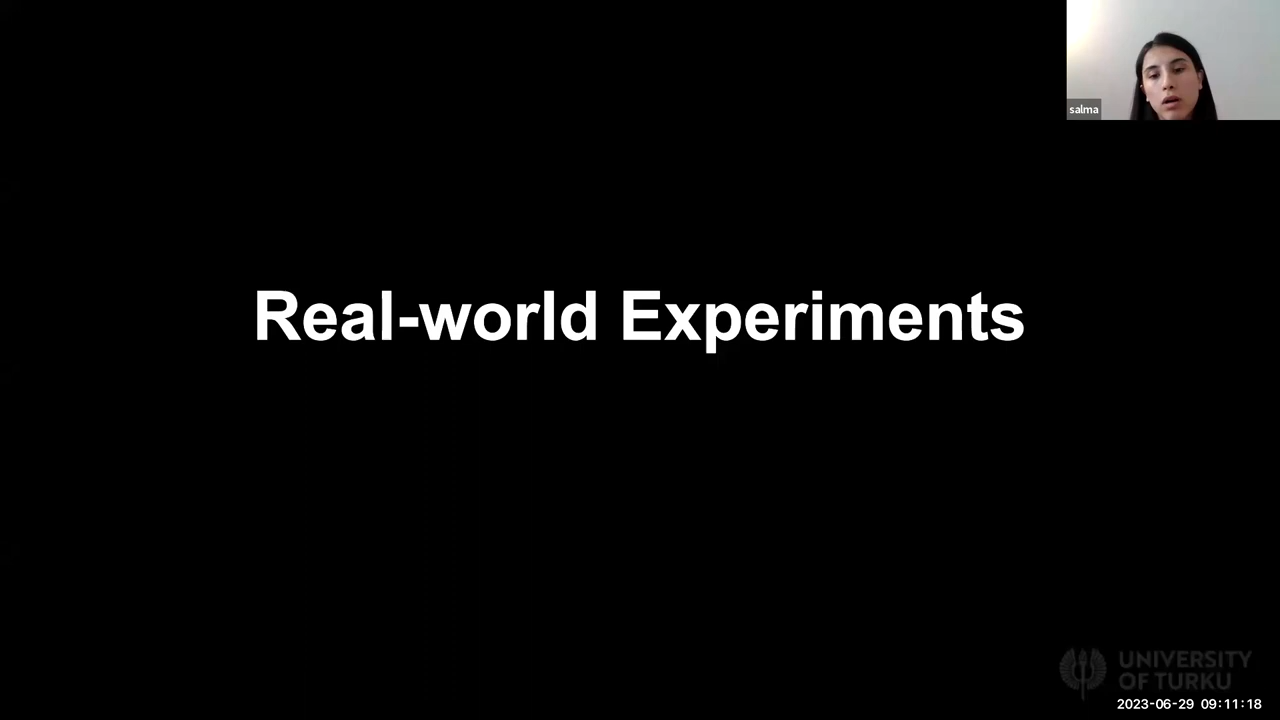 salma
Real-world Experiments
UNIVERSITY
OF TURKU
2023-06-29 09:11:18